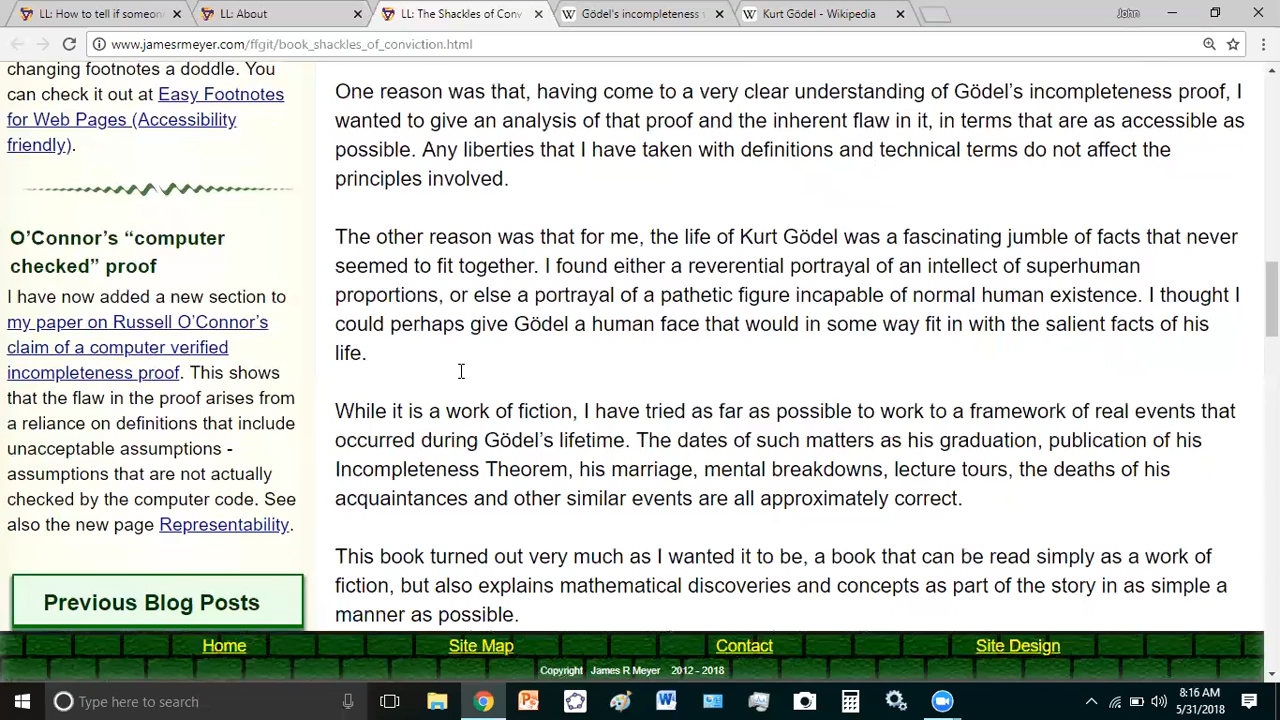 LL: How to tell if someon
LL: About
LL: The Shackles of Conv
Gödel's incompleteness
Kurt Gödel - Wikipedia
John
www.jamesrmeyer.com/ffgit/book_shackles_of_conviction.html
changing footnotes a doddle. You
can check it out at Easy Footnotes
for Web Pages (Accessibility
friendly).
O’Connor’s “computer
checked” proof
I have now added a new section to
my paper on Russell O’Connor’s
claim of a computer verified
incompleteness proof. This shows
that the flaw in the proof arises from
a reliance on definitions that include
unacceptable assumptions -
assumptions that are not actually
checked by the computer code. See
also the new page Representability.
Previous Blog Posts
One reason was that, having come to a very clear understanding of Gödel’s incompleteness proof, I
wanted to give an analysis of that proof and the inherent flaw in it, in terms that are as accessible as
possible. Any liberties that I have taken with definitions and technical terms do not affect the
principles involved.
The other reason was that for me, the life of Kurt Gödel was a fascinating jumble of facts that never
seemed to fit together. I found either a reverential portrayal of an intellect of superhuman
proportions, or else a portrayal of a pathetic figure incapable of normal human existence. I thought I
could perhaps give Gödel a human face that would in some way fit in with the salient facts of his
life.
While it is a work of fiction, I have tried as far as possible to work to a framework of real events that
occurred during Gödel’s lifetime. The dates of such matters as his graduation, publication of his
Incompleteness Theorem, his marriage, mental breakdowns, lecture tours, the deaths of his
acquaintances and other similar events are all approximately correct.
This book turned out very much as I wanted it to be, a book that can be read simply as a work of
fiction, but also explains mathematical discoveries and concepts as part of the story in as simple a
manner as possible.
Home
Site Map
Contact
Site Design
Copyright James R Meyer 2012 - 2018
Type here to search
8:16 AM
5/31/2018